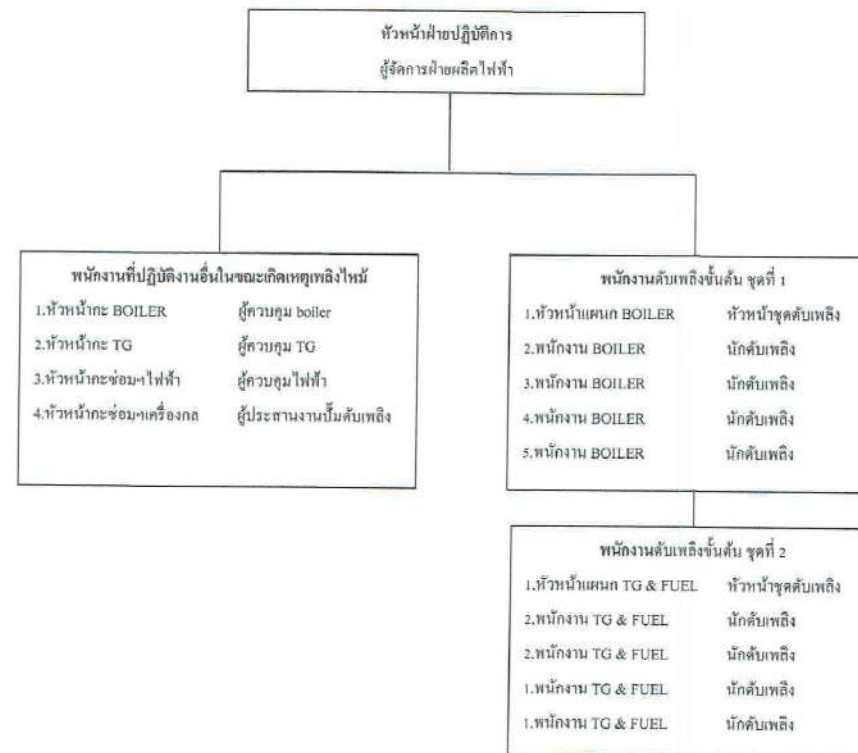 หัวหน้าฝ่ายปฏิบัติการ
ผู้จัดการฝ่ายผลิตไฟฟ้า
พนักงานที่ปฏิบัติงานอื่นในขณะเกิดเหตุเพลิงไหม้
1.หัวหน้ากะ BOILER ผู้ควบคุม boiler
2.หัวหน้ากะ TG ผู้ควบคุม TG
3.หัวหน้ากะซ่อมฯไฟฟ้า ผู้ควบคุมไฟฟ้า
4.หัวหน้ากะซ่อมฯเครื่องกล ผู้ประสานงานปั๊มดับเพลิง
พนักงานดับเพลิงขั้นต้น ชุดที่ 1
1.หัวหน้าแผนก BOILER หัวหน้าชุดดับเพลิง
2.พนักงาน BOILER นักดับเพลิง
3.พนักงาน BOILER นักดับเพลิง
4.พนักงาน BOILER นักดับเพลิง
5.พนักงาน BOILER นักดับเพลิง
พนักงานดับเพลิงขั้นต้น ชุดที่ 2
1.หัวหน้าแผนก TG & FUEL หัวหน้าชุดดับเพลิง
2.พนักงาน TG & FUEL นักดับเพลิง
2.พนักงาน TG & FUEL นักดับเพลิง
1.พนักงาน TG & FUEL นักดับเพลิง
1.พนักงาน TG & FUEL นักดับเพลิง